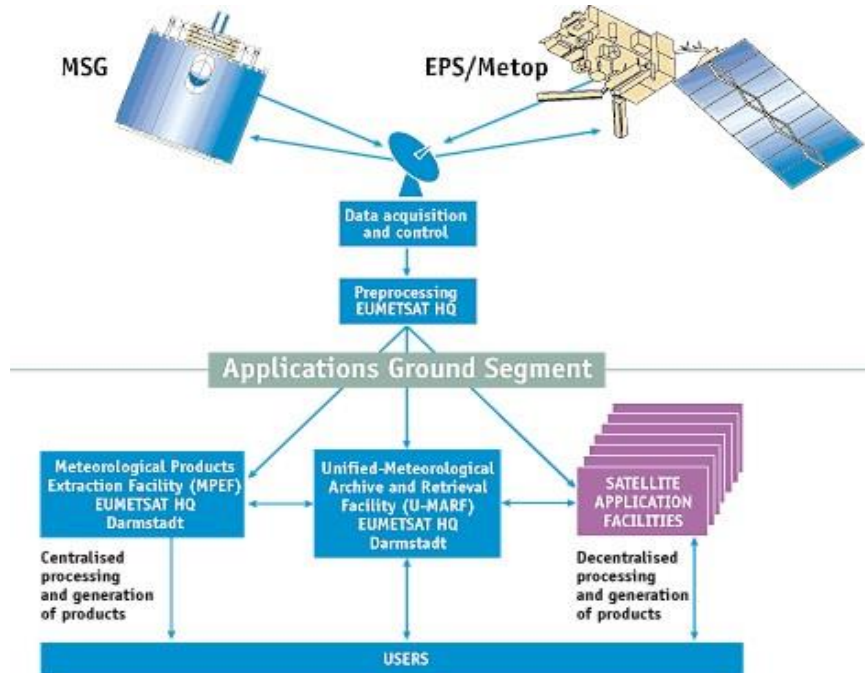 MSG
EPS/Metop
Data acquisition
and control
Preprocessing
EUMETSAT HQ
Applications Ground Segment
Meteorological Products
Extraction Facility (MPEF)
EUMETSAT HQ
Darmstadt
Unified-Meteorological
Archive and Retrieval
Facility (U-MARF)
EUMETSAT HQ
Darmstadt
SATELLITE
APPLICATION
FACILITIES
Centralised
processing
and generation
of products
Decentralised
processing
and generation
of products
USERS